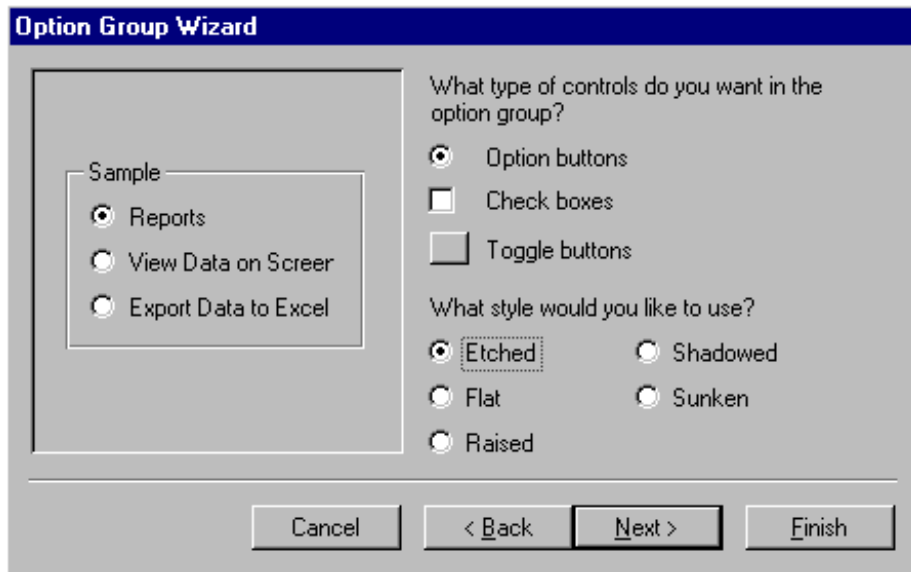 Option Group Wizard
Sample
Reports
View Data on Screen
Export Data to Excel
What type of controls do you want in the
option group?
Option buttons
Check boxes
Toggle buttons
What style would you like to use?
Etched
Shadowed
Flat
Sunken
Raised
Cancel
< Back
Next >
Finish